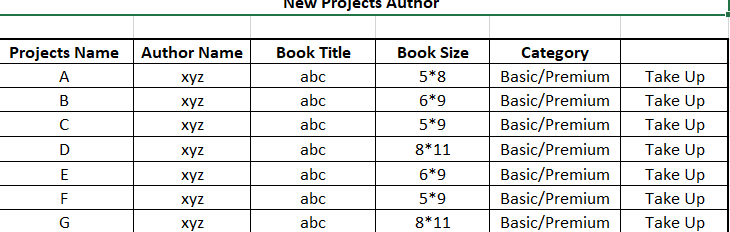 New Projects Author
Projects Name Author Name Book Title Book Size Category
A xyz abc 5*8 Basic/Premium Take Up
B xyz abc 6*9 Basic/Premium Take Up
C xyz abc 5*9 Basic/Premium Take Up
D xyz abc 8*11 Basic/Premium Take Up
E xyz abc 6*9 Basic/Premium Take Up
F xyz abc 5*9 Basic/Premium Take Up
G xyz abc 8*11 Basic/Premium Take Up